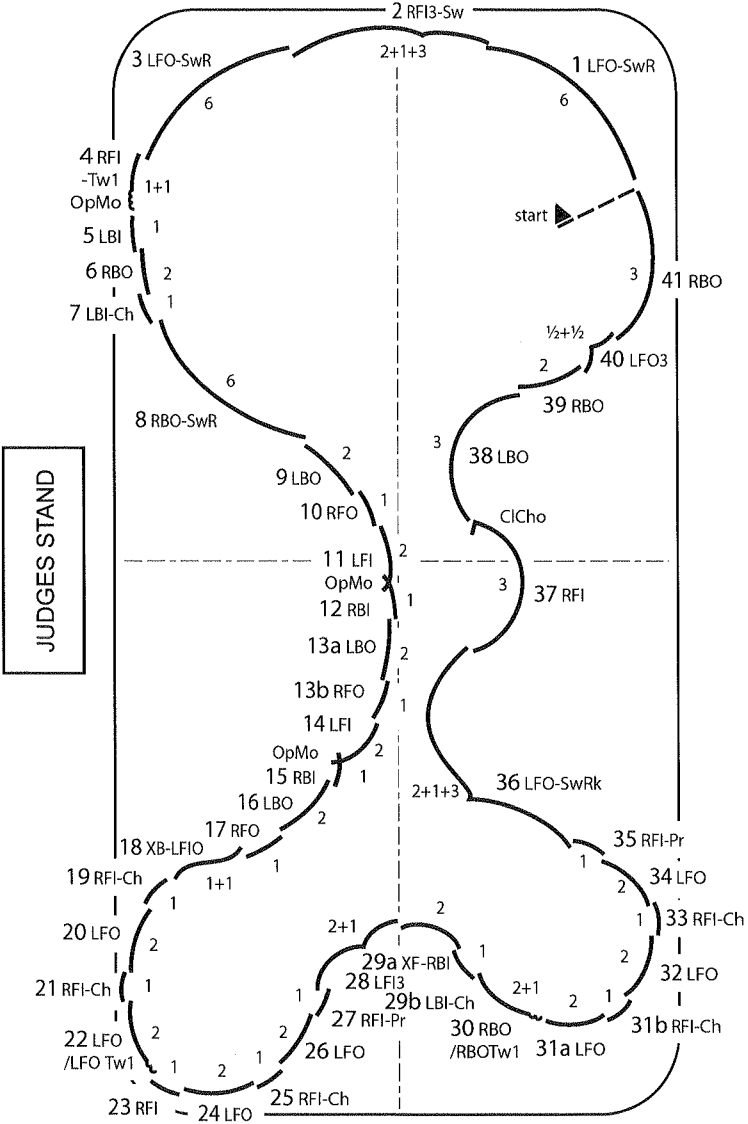 2 RFI3-Sw
2+1+3
3 LFO-SwR
6
1 LFO-SwR
6
4 RFI
-Tw1
OpMo
1+1
5 LBI
1
6 RBO
2
7 LBI-Ch
1
start
41 RBO
3
½+½
40 LFO3
2
39 RBO
6
8 RBO-SwR
9 LBO
2
3
38 LBO
10 RFO
1
ClCho
11 LFI
2
OpMo
12 RBI
1
3
37 RFI
JUDGES STAND
13a LBO
2
13b RFO
1
14 LFI
2
OpMo
15 RBI
1
16 LBO
2
2+1+3
36 LFO-SwRk
17 RFO
1
18 XB-LFIO
1+1
35 RFI-Pr
1
19 RFI-Ch
1
34 LFO
2
20 LFO
2
33 RFI-Ch
1
2+1
2
29a XF-RBI
28 LFI3
29b LBI-Ch
1
32 LFO
2
21 RFI-Ch
1
1
27 RFI-Pr
2+1
30 RBO
/RBOTw1
2
31a LFO
1
31b RFI-Ch
22 LFO
/LFO Tw1
2
26 LFO
2
1
2
1
25 RFI-Ch
23 RFI
24 LFO